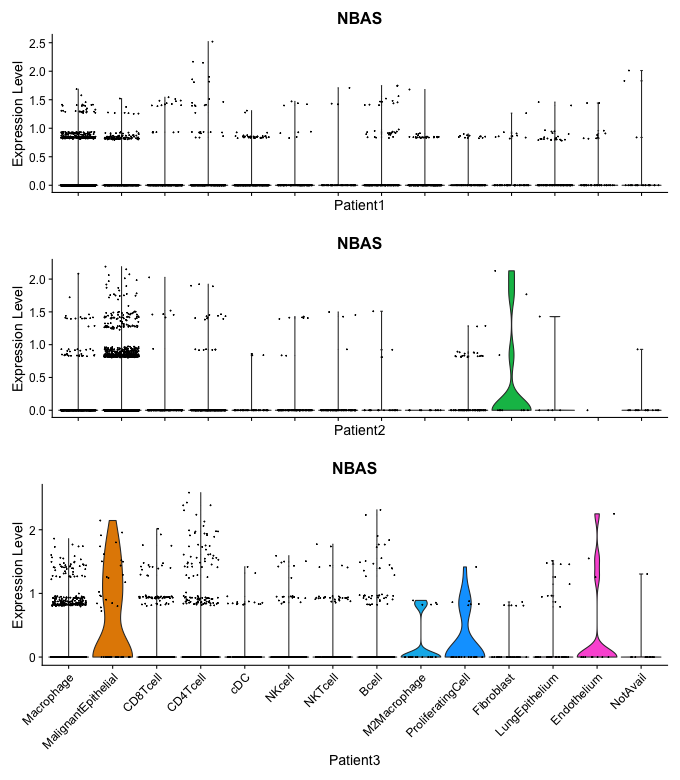 NBAS
Expression Level
2.5
2.0
1.5
1.0
0.5
0.0
Patient1
NBAS
Expression Level
2.0
1.5
1.0
0.5
0.0
Patient2
NBAS
Expression Level
2
1
0
Macrophage
MalignantEpithelial
CD8Tcell
CD4Tcell
cDC
NKcell
NKTcell
Bcell
M2Macrophage
ProliferatingCell
Fibroblast
LungEpithelium
Endothelium
NotAvail
Patient3